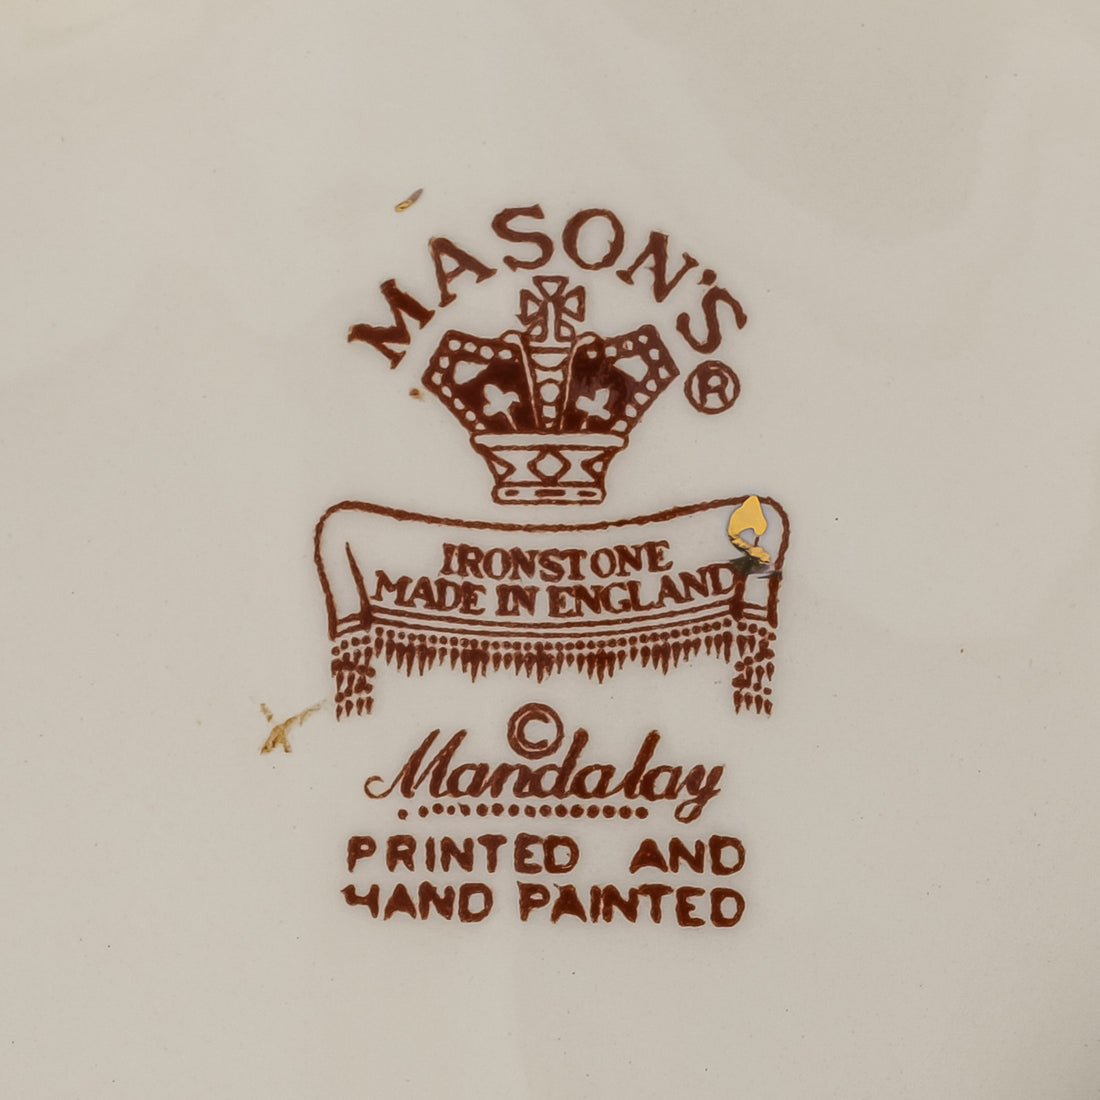 MASON'S ®
IRONSTONE
MADE IN ENGLAND
©
Mandalay
PRINTED AND
HAND PAINTED